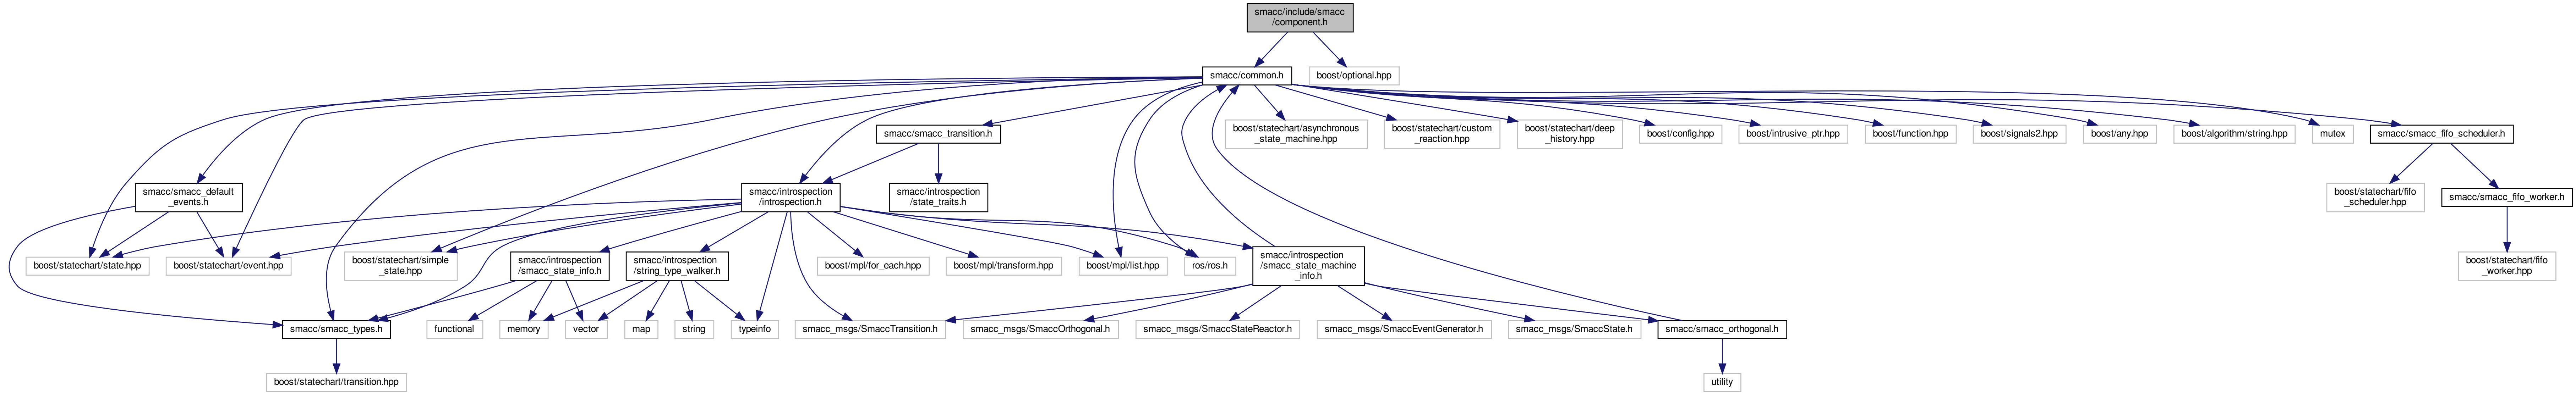 smacc/include/smacc
/component.h
smacc/common.h
boost/optional.hpp
smacc/smacc_transition.h
boost/statechart/asynchronous
_state_machine.hpp
boost/statechart/custom
_reaction.hpp
boost/statechart/deep
_history.hpp
boost/config.hpp
boost/intrusive_ptr.hpp
boost/function.hpp
boost/signals2.hpp
boost/any.hpp
boost/algorithm/string.hpp
mutex
smacc/smacc_fifo_scheduler.h
smacc/smacc_default
_events.h
smacc/introspection
/introspection.h
smacc/introspection
/state_traits.h
boost/statechart/fifo
_scheduler.hpp
smacc/smacc_fifo_worker.h
boost/statechart/state.hpp
boost/statechart/event.hpp
boost/statechart/simple
_state.hpp
smacc/introspection
/smacc_state_info.h
smacc/introspection
/string_type_walker.h
boost/mpl/for_each.hpp
boost/mpl/transform.hpp
boost/mpl/list.hpp
ros/ros.h
smacc/introspection
/smacc_state_machine
_info.h
boost/statechart/fifo
_worker.hpp
smacc/smacc_types.h
functional
memory
vector
map
string
typeinfo
smacc_msgs/SmaccTransition.h
smacc_msgs/SmaccOrthogonal.h
smacc_msgs/SmaccStateReactor.h
smacc_msgs/SmaccEventGenerator.h
smacc_msgs/SmaccState.h
smacc/smacc_orthogonal.h
boost/statechart/transition.hpp
utility